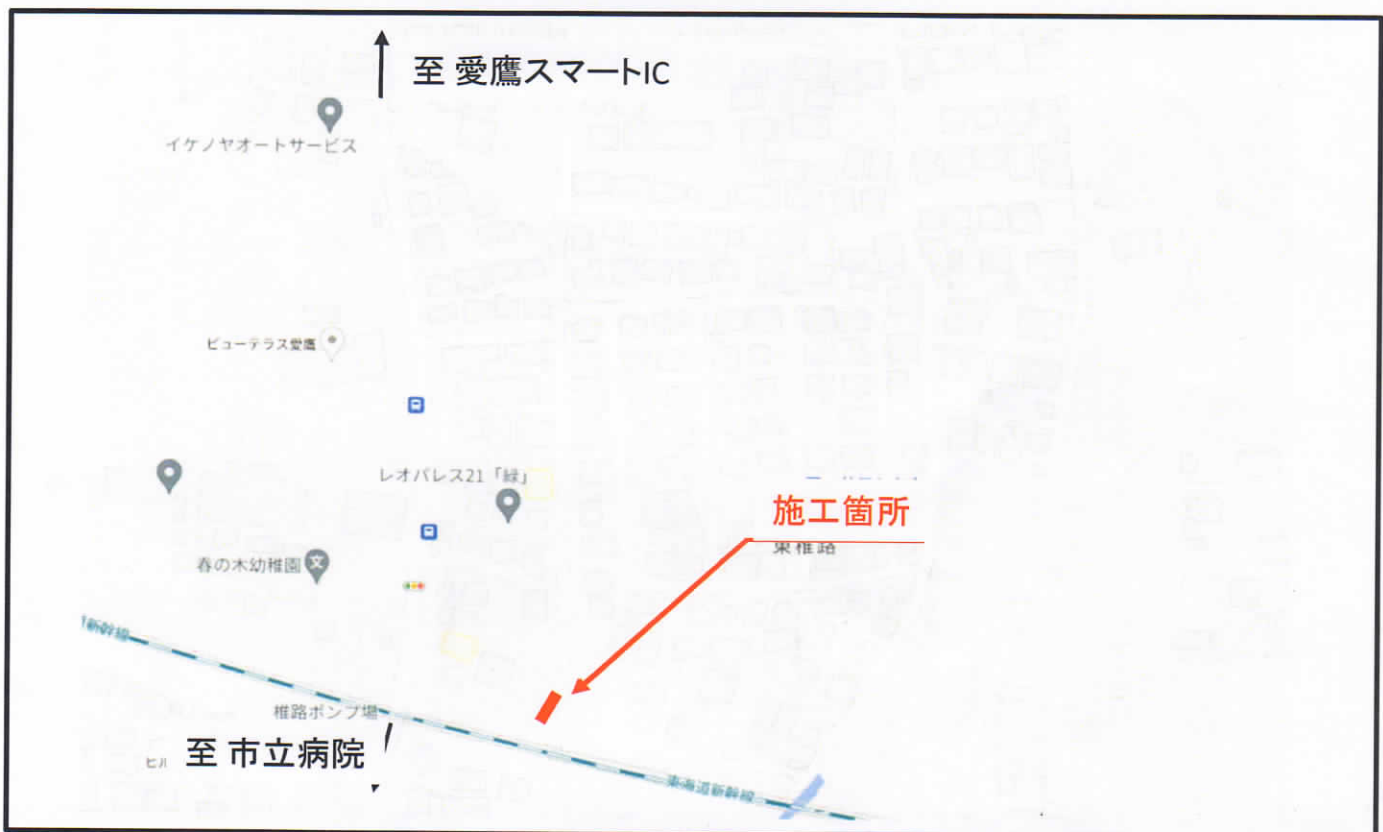 至 愛鷹スマートIC
イケノヤオートサービス
ビューテラス愛鷹
レオパレス21「緑」
施工箇所
東椎路
春の木幼稚園
文
椎路ポンプ場
至 市立病院
東海道新幹線